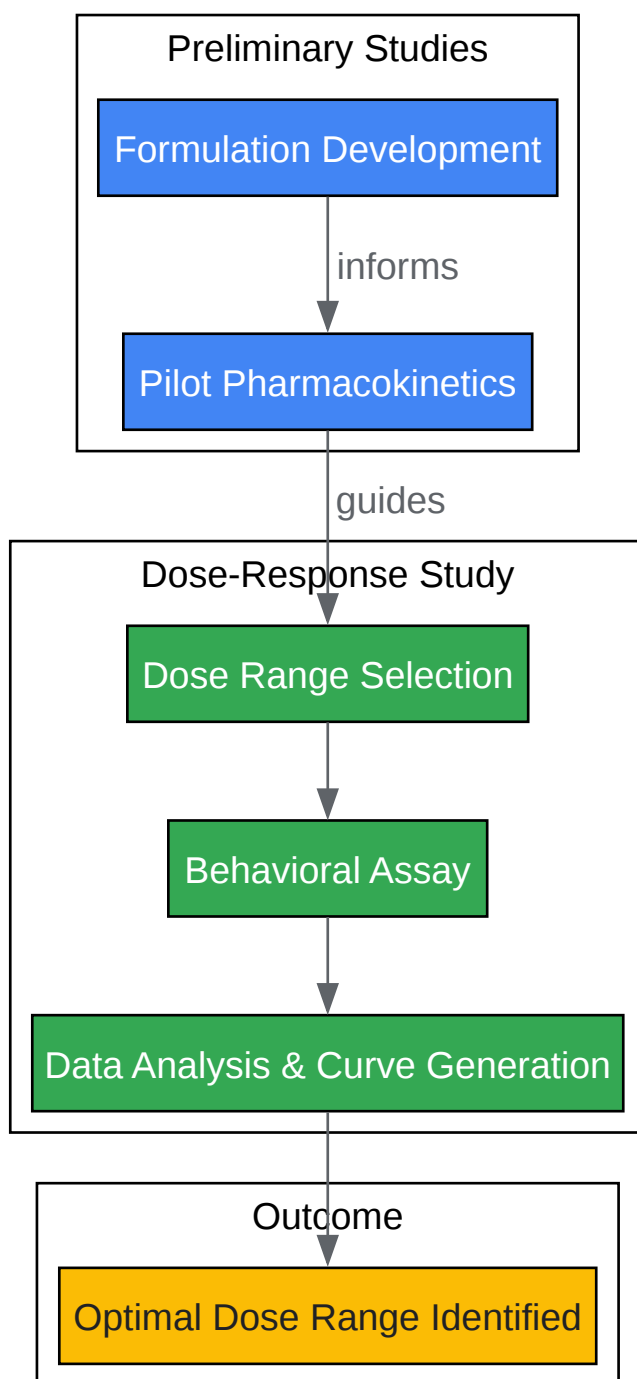 Preliminary Studies
Formulation Development
informs
Pilot Pharmacokinetics
guides
Dose-Response Study
Dose Range Selection
Behavioral Assay
Data Analysis & Curve Generation
Outcome
Optimal Dose Range Identified